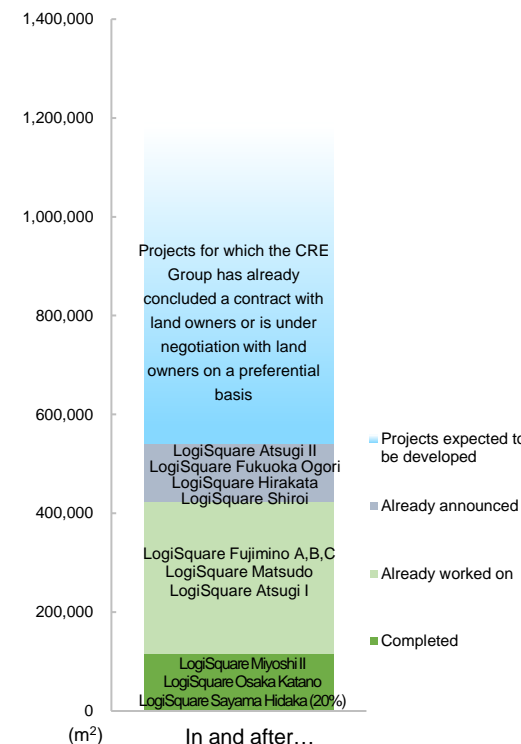 1,400,000
1,200,000
1,000,000
800,000
600,000
400,000
200,000
0
(m²)
Projects for which the CRE
Group has already
concluded a contract with
land owners or is under
negotiation with land
owners on a preferential
basis
LogiSquare Atsugi II
LogiSquare Fukuoka Ogori
LogiSquare Hirakata
LogiSquare Shiroi
LogiSquare Fujimino A,B,C
LogiSquare Matsudo
LogiSquare Atsugi I
LogiSquare Miyoshi II
LogiSquare Osaka Katano
LogiSquare Sayama Hidaka (20%)
In and after…
Projects expected to
be developed
Already announced
Already worked on
Completed